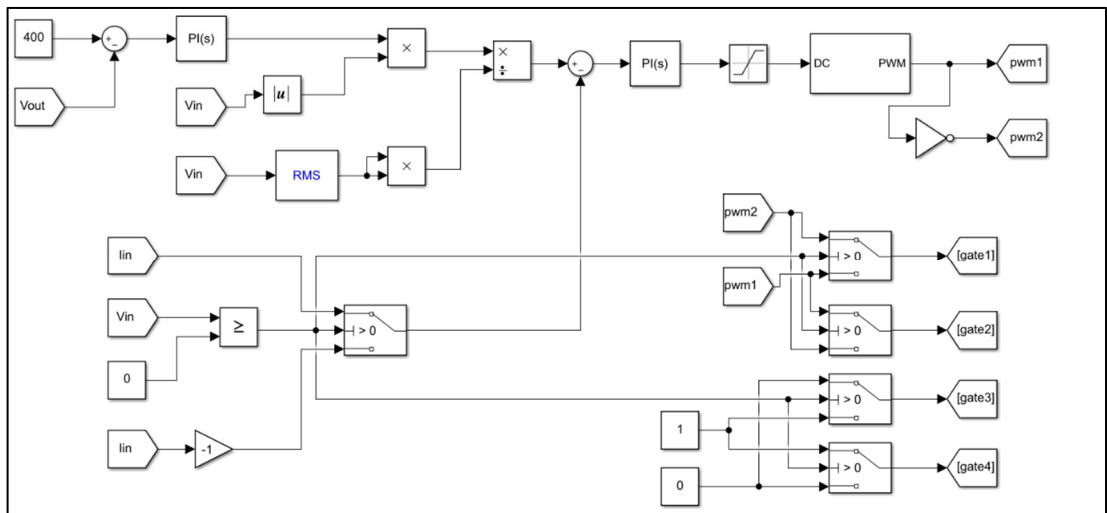 400
+
−
PI(s)
×
×
÷
+
−
PI(s)
DC
PWM
pwm1
Vout
Vin
|u|
pwm2
Vin
RMS
×
pwm2
Iin
> 0
[gate1]
pwm1
Vin
≥
> 0
> 0
[gate2]
0
> 0
[gate3]
1
Iin
-1
> 0
[gate4]
0